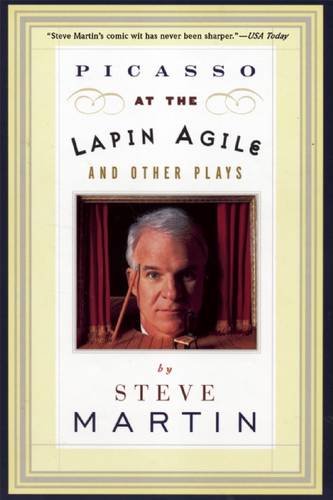 "Steve Martin's comic wit has never been sharper."—USA Today
PICASSO
AT THE
LAPIN AGILE
AND OTHER PLAYS
by
STEVE
MARTIN